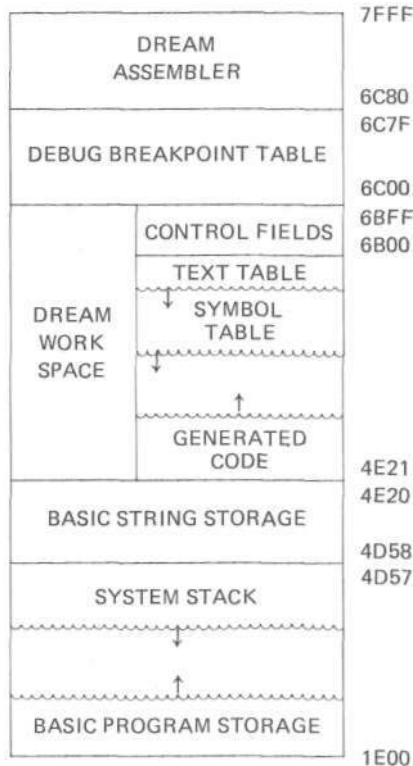 7FFF
DREAM
ASSEMBLER
6C80
6C7F
DEBUG BREAKPOINT TABLE
6C00
6BFF
CONTROL FIELDS
6B00
TEXT TABLE
DREAM
WORK
SPACE
SYMBOL
TABLE
GENERATED
CODE
4E21
4E20
BASIC STRING STORAGE
4D58
4D57
SYSTEM STACK
BASIC PROGRAM STORAGE
1E00